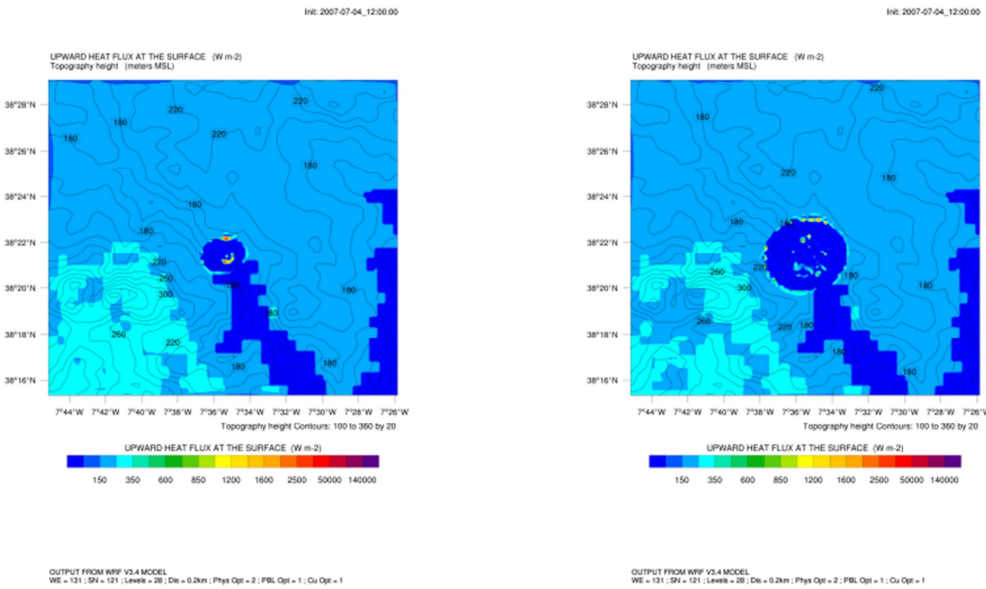 Init: 2007-07-04_12:00:00
UPWARD HEAT FLUX AT THE SURFACE (W m-2)
Topography height (meters MSL)
38°28'N
38°26'N
38°24'N
38°22'N
38°20'N
38°18'N
38°16'N
220
220
180
180
220
180
180
180
220
260
300
180
180
180
260
220
180
180
7°44'W 7°42'W 7°40'W 7°38'W 7°36'W 7°34'W 7°32'W 7°30'W 7°28'W 7°26'W
Topography height Contours: 100 to 360 by 20
UPWARD HEAT FLUX AT THE SURFACE (W m-2)
150 350 600 850 1200 1600 2500 50000 140000
OUTPUT FROM WRF V3.4 MODEL
WE = 131 ; SN = 121 ; Levels = 28 ; Dis = 0.2km ; Phys Opt = 2 ; PBL Opt = 1 ; Cu Opt = 1
Init: 2007-07-04_12:00:00
UPWARD HEAT FLUX AT THE SURFACE (W m-2)
Topography height (meters MSL)
38°28'N
38°26'N
38°24'N
38°22'N
38°20'N
38°18'N
38°16'N
220
180
220
180
180
180
220
260
180
300
180
260
220
180
180
180
7°44'W 7°42'W 7°40'W 7°38'W 7°36'W 7°34'W 7°32'W 7°30'W 7°28'W 7°26'W
Topography height Contours: 100 to 360 by 20
UPWARD HEAT FLUX AT THE SURFACE (W m-2)
150 350 600 850 1200 1600 2500 50000 140000
OUTPUT FROM WRF V3.4 MODEL
WE = 131 ; SN = 121 ; Levels = 28 ; Dis = 0.2km ; Phys Opt = 2 ; PBL Opt = 1 ; Cu Opt = 1